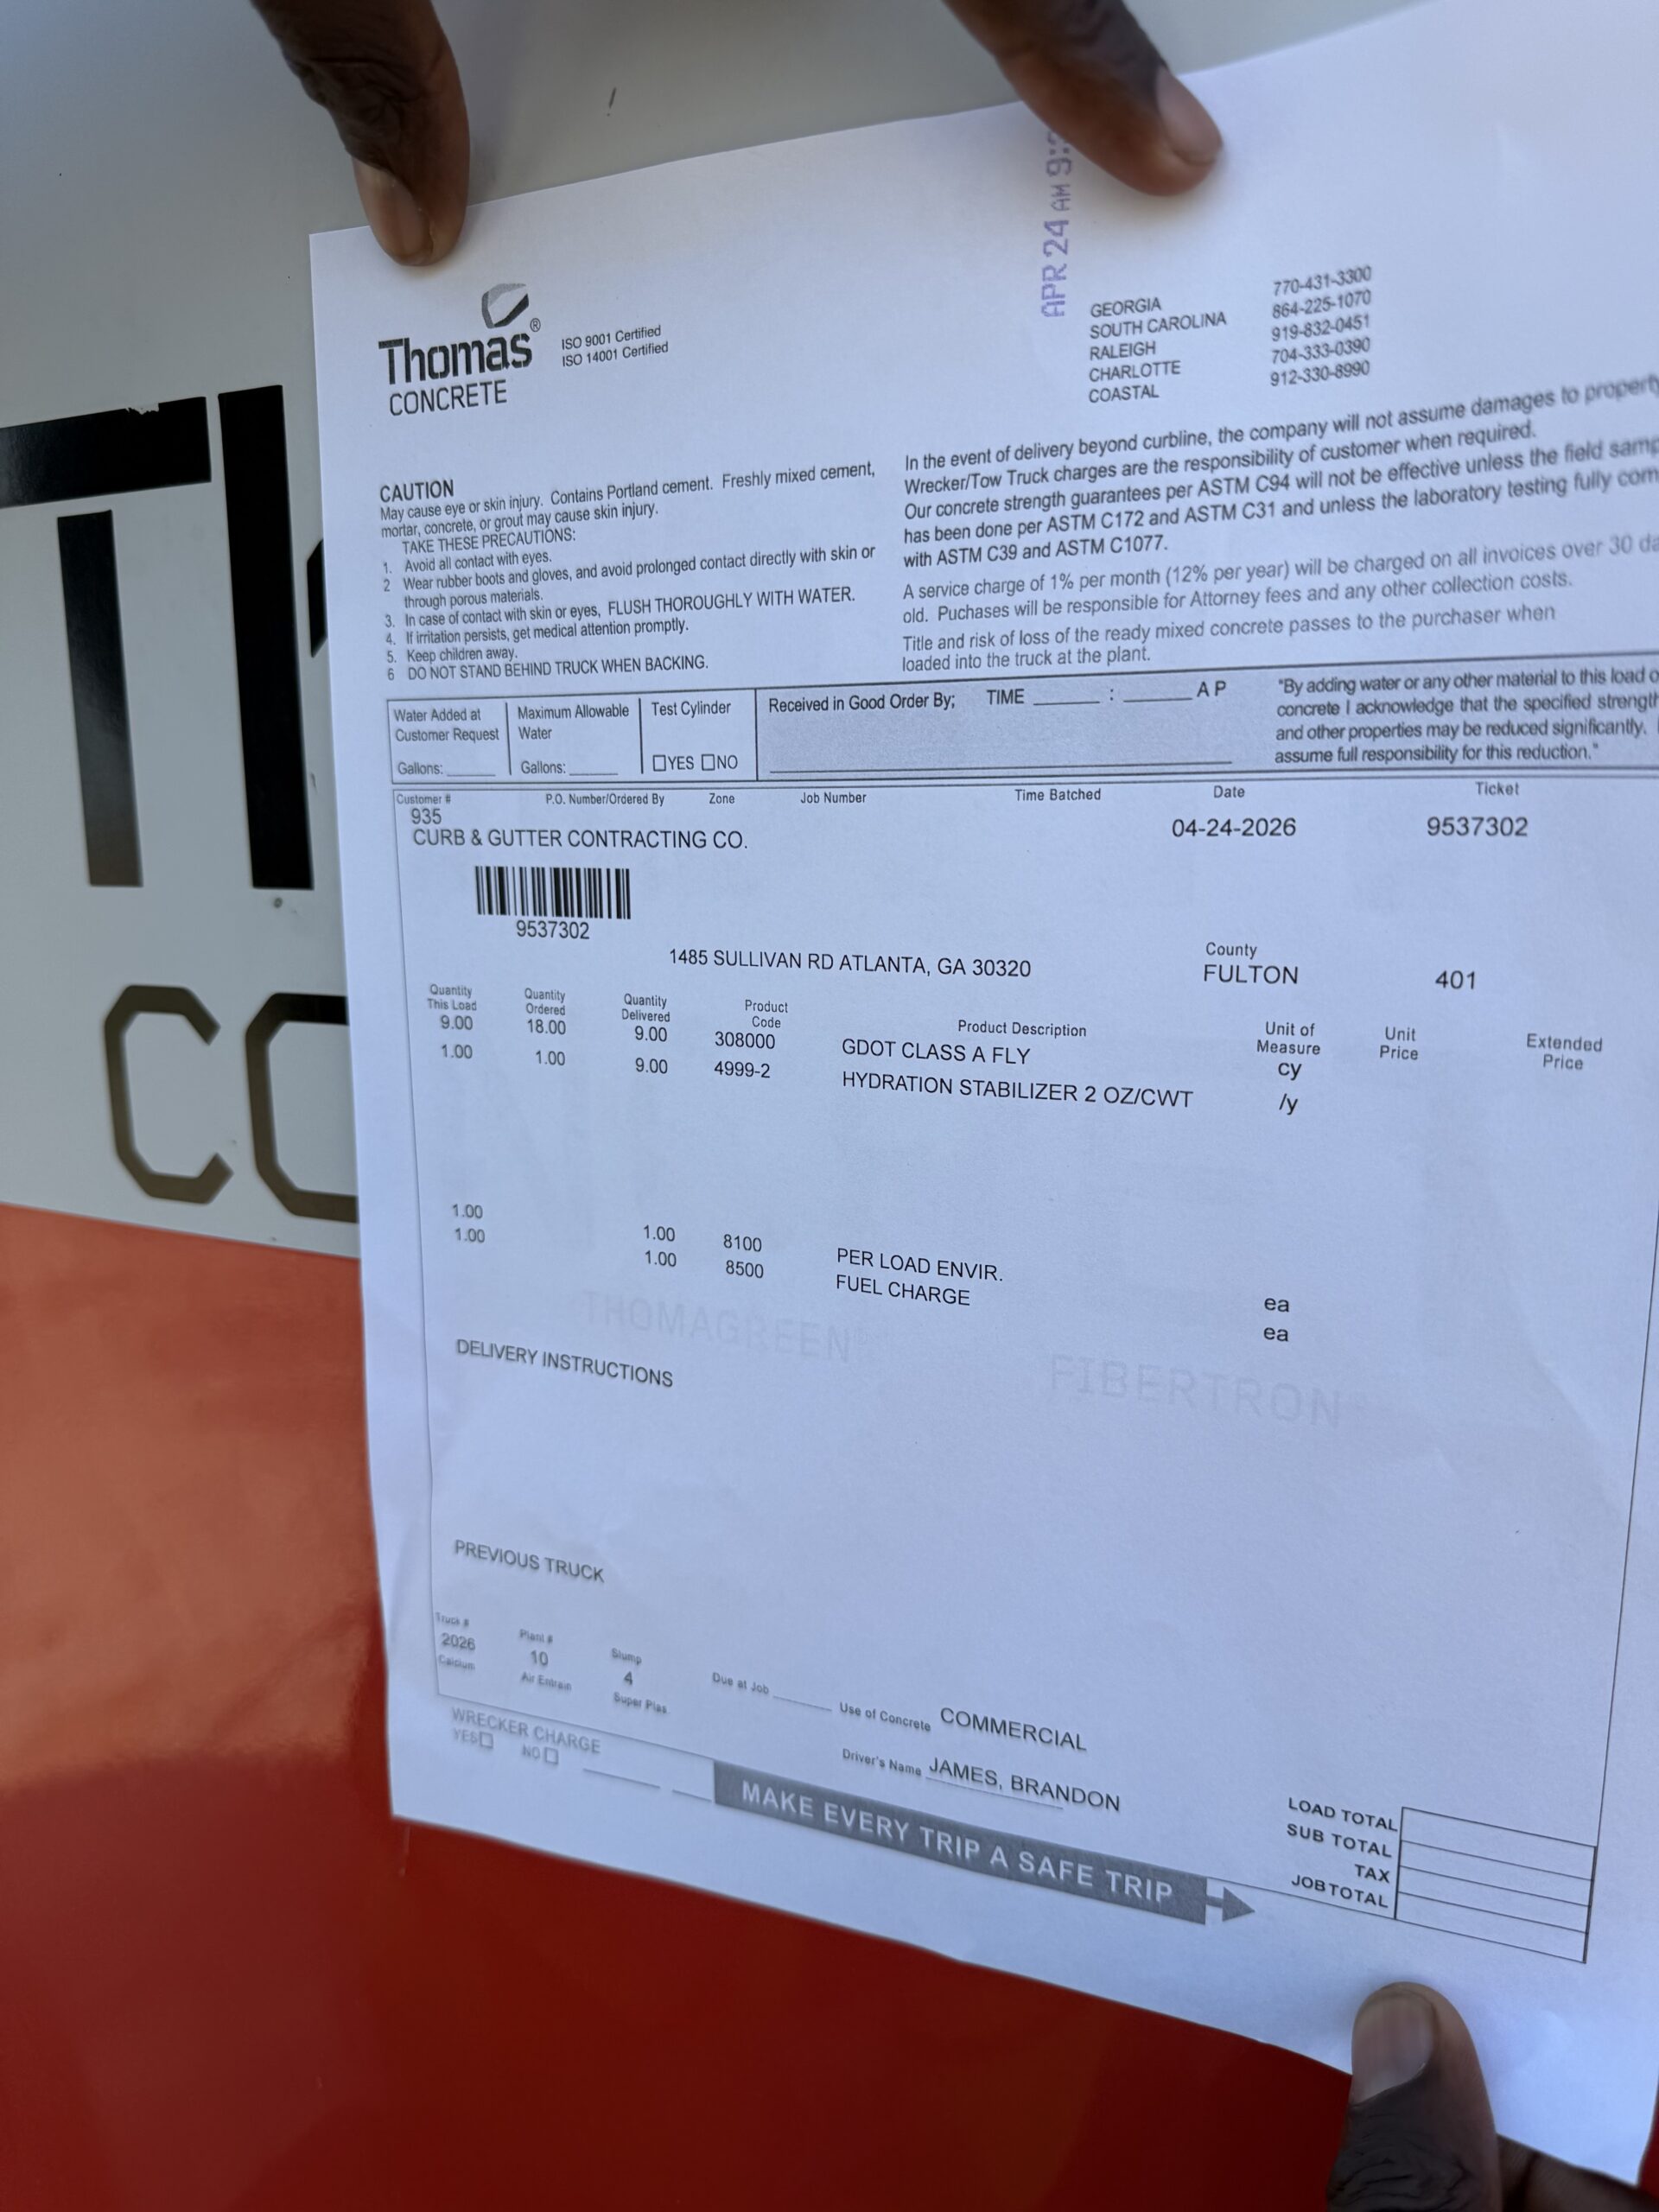 APR 24 AM 9:
Thomas®
CONCRETE
ISO 9001 Certified
ISO 14001 Certified
GEORGIA 770-431-3300
SOUTH CAROLINA 864-225-1070
RALEIGH 919-832-0451
CHARLOTTE 704-333-0390
COASTAL 912-330-8990
CAUTION
May cause eye or skin injury. Contains Portland cement. Freshly mixed cement,
mortar, concrete, or grout may cause skin injury.
TAKE THESE PRECAUTIONS:
1. Avoid all contact with eyes.
2 Wear rubber boots and gloves, and avoid prolonged contact directly with skin or
through porous materials.
3. In case of contact with skin or eyes, FLUSH THOROUGHLY WITH WATER.
4. If irritation persists, get medical attention promptly.
5. Keep children away.
6 DO NOT STAND BEHIND TRUCK WHEN BACKING.
In the event of delivery beyond curbline, the company will not assume damages to property
Wrecker/Tow Truck charges are the responsibility of customer when required.
Our concrete strength guarantees per ASTM C94 will not be effective unless the field samp
has been done per ASTM C172 and ASTM C31 and unless the laboratory testing fully com
with ASTM C39 and ASTM C1077.
A service charge of 1% per month (12% per year) will be charged on all invoices over 30 da
old. Puchases will be responsible for Attorney fees and any other collection costs.
Title and risk of loss of the ready mixed concrete passes to the purchaser when
loaded into the truck at the plant.
Water Added at
Customer Request
Gallons:
Maximum Allowable
Water
Gallons:
Test Cylinder
YES NO
Received in Good Order By; TIME : A P
"By adding water or any other material to this load o
concrete I acknowledge that the specified strength
and other properties may be reduced significantly.
assume full responsibility for this reduction."
Customer # P.O. Number/Ordered By Zone Job Number Time Batched Date Ticket
935 04-24-2026 9537302
CURB & GUTTER CONTRACTING CO.
9537302
1485 SULLIVAN RD ATLANTA, GA 30320
County
FULTON 401
Quantity This Load Quantity Ordered Quantity Delivered Product Code Product Description Unit of Measure Unit Price Extended Price
9.00 18.00 9.00 308000 GDOT CLASS A FLY cy
1.00 1.00 9.00 4999-2 HYDRATION STABILIZER 2 OZ/CWT /y
1.00 1.00 8100 PER LOAD ENVIR. ea
1.00 1.00 8500 FUEL CHARGE ea
THOMAGREEN
FIBERTRON
DELIVERY INSTRUCTIONS
PREVIOUS TRUCK
Truck # Plant # Slump
2026 10 4
Due at Job Use of Concrete COMMERCIAL
Calcium Air Entrain Super Plas.
Driver's Name JAMES, BRANDON
WRECKER CHARGE
YES NO
MAKE EVERY TRIP A SAFE TRIP
LOAD TOTAL
SUB TOTAL
TAX
JOB TOTAL